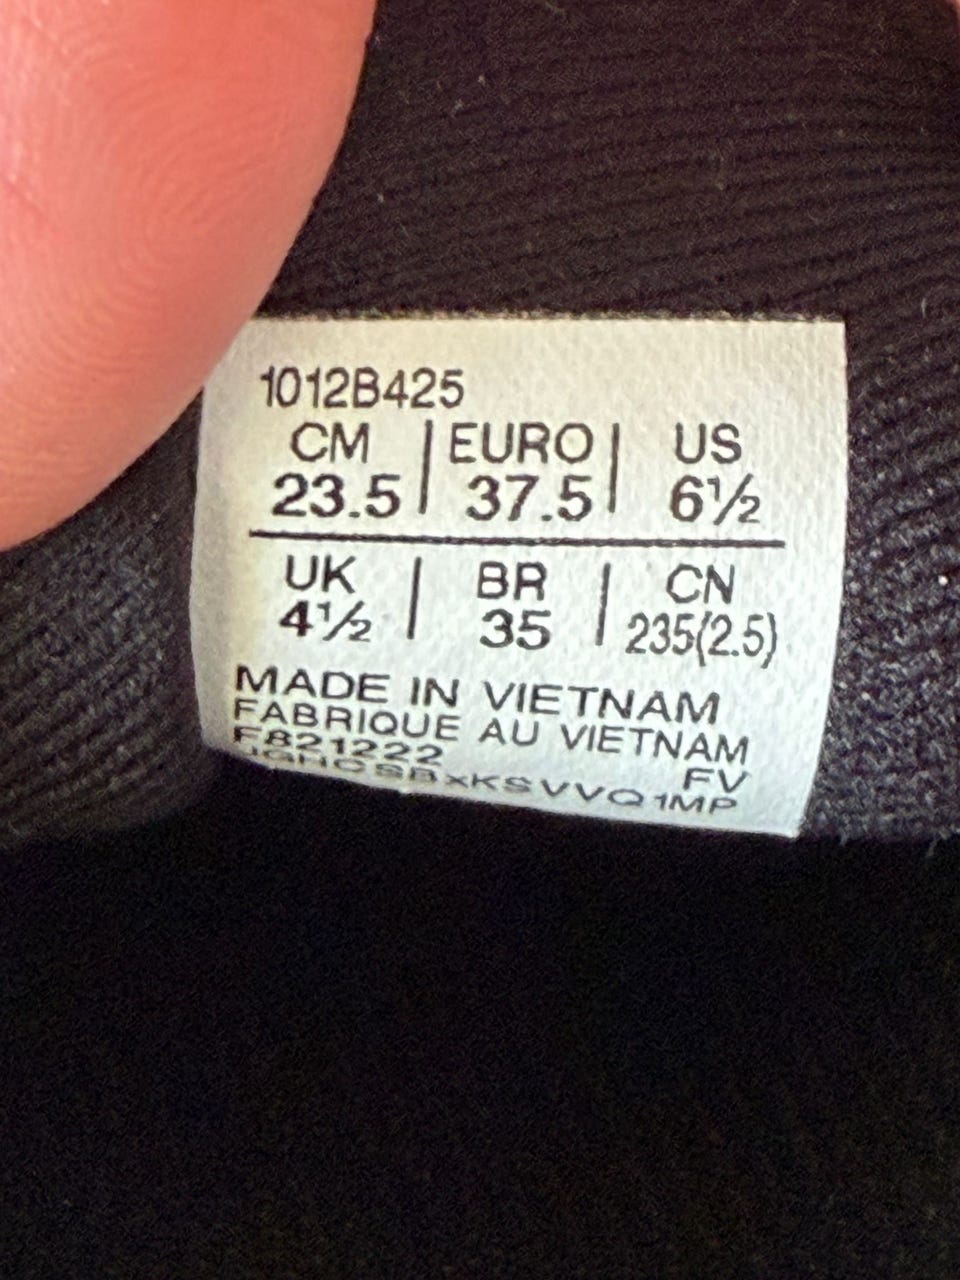 1012B425
CM | EURO | US
23.5 | 37.5 | 6½
UK | BR | CN
4½ | 35 | 235(2.5)
MADE IN VIETNAM
FABRIQUE AU VIETNAM
F821222 FV